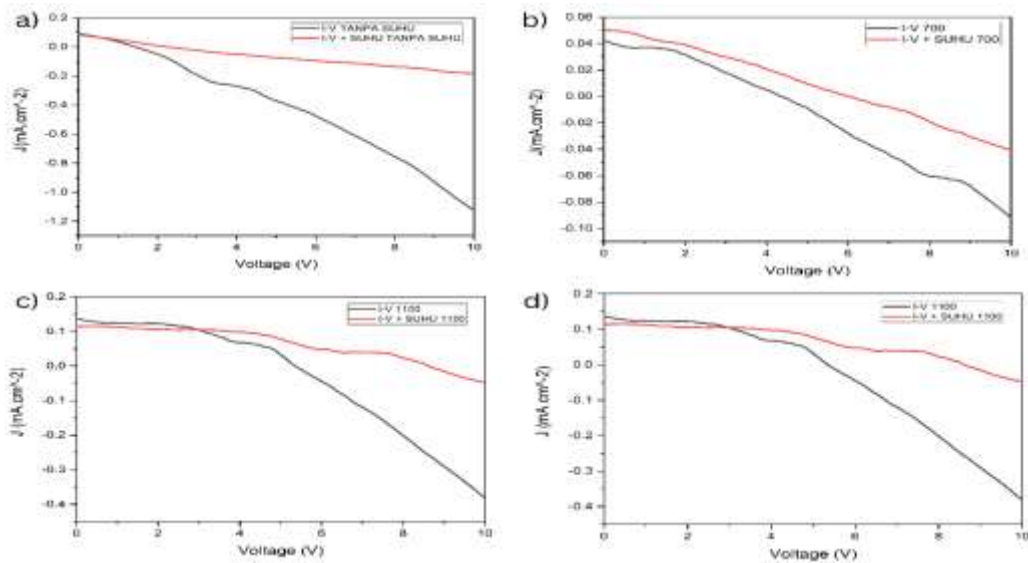 a)
I-V TANPA SUHU
I-V + SUHU TANPA SUHU
0.2
0.0
-0.2
-0.4
-0.6
-0.8
-1.0
-1.2
J(mA.cm^-2)
0 2 4 6 8 10
Voltage (V)
b)
I-V 700
I-V + SUHU 700
0.06
0.04
0.02
0.00
-0.02
-0.04
-0.06
-0.08
-0.10
J(mA.cm^-2)
0 2 4 6 8 10
Voltage (V)
c)
I-V 1100
I-V + SUHU 1100
0.2
0.1
0.0
-0.1
-0.2
-0.3
-0.4
J (mA.cm^-2)
0 2 4 6 8 10
Voltage (V)
d)
I-V 1100
I-V + SUHU 1100
0.2
0.1
0.0
-0.1
-0.2
-0.3
-0.4
J (mA.cm^-2)
0 2 4 6 8 10
Voltage (V)